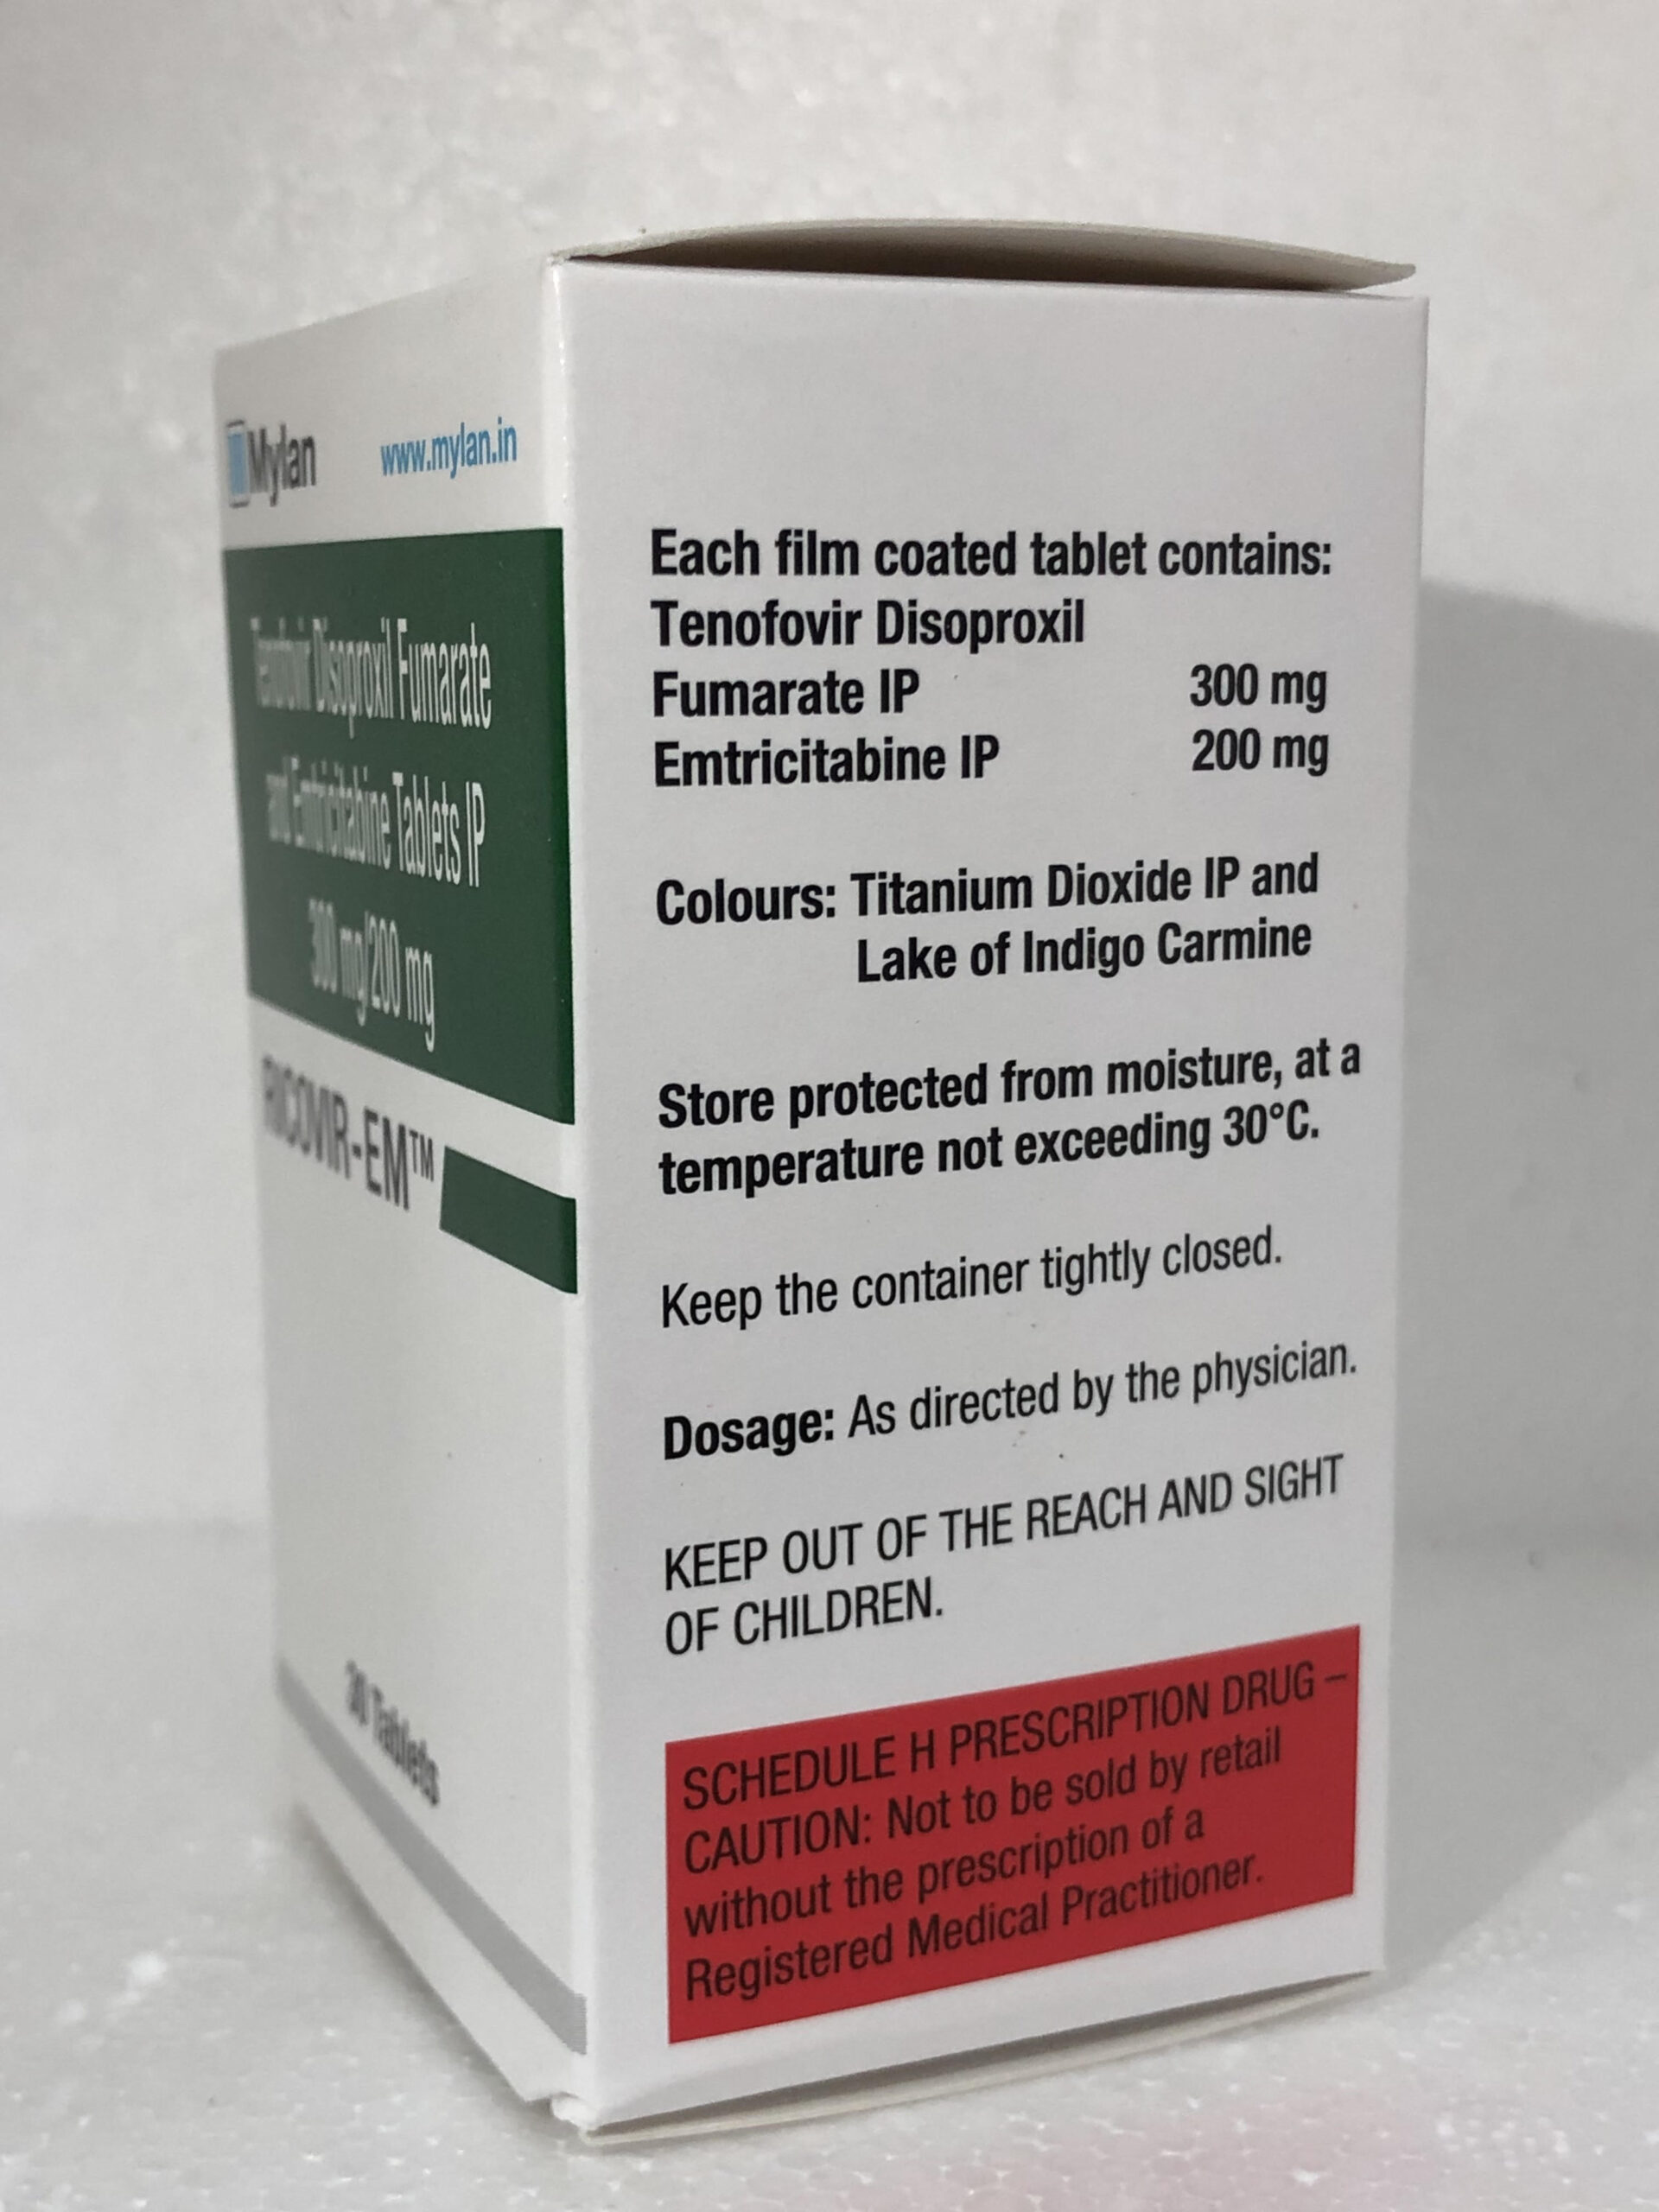 Mylan
www.mylan.in
Tenofovir Disoproxil Fumarate
and Emtricitabine Tablets IP
300 mg/200 mg
RICOVIR-EM™
30 Tablets
Each film coated tablet contains:
Tenofovir Disoproxil
Fumarate IP 300 mg
Emtricitabine IP 200 mg
Colours: Titanium Dioxide IP and
Lake of Indigo Carmine
Store protected from moisture, at a
temperature not exceeding 30°C.
Keep the container tightly closed.
Dosage: As directed by the physician.
KEEP OUT OF THE REACH AND SIGHT
OF CHILDREN.
SCHEDULE H PRESCRIPTION DRUG –
CAUTION: Not to be sold by retail
without the prescription of a
Registered Medical Practitioner.